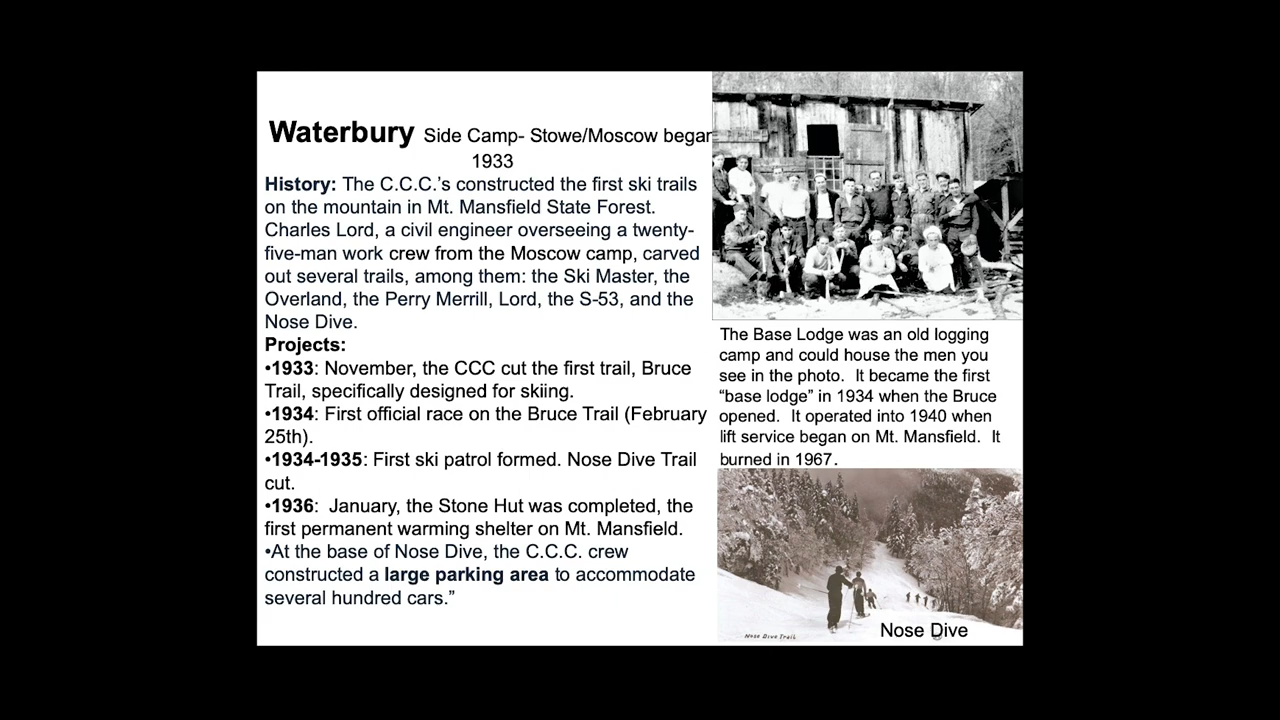 Waterbury Side Camp- Stowe/Moscow began
1933
History: The C.C.C.’s constructed the first ski trails
on the mountain in Mt. Mansfield State Forest.
Charles Lord, a civil engineer overseeing a twenty-
five-man work crew from the Moscow camp, carved
out several trails, among them: the Ski Master, the
Overland, the Perry Merrill, Lord, the S-53, and the
Nose Dive.
Projects:
•1933: November, the CCC cut the first trail, Bruce
Trail, specifically designed for skiing.
•1934: First official race on the Bruce Trail (February
25th).
•1934-1935: First ski patrol formed. Nose Dive Trail
cut.
•1936:  January, the Stone Hut was completed, the
first permanent warming shelter on Mt. Mansfield.
•At the base of Nose Dive, the C.C.C. crew
constructed a large parking area to accommodate
several hundred cars.”
The Base Lodge was an old logging
camp and could house the men you
see in the photo.  It became the first
“base lodge” in 1934 when the Bruce
opened.  It operated into 1940 when
lift service began on Mt. Mansfield.  It
burned in 1967.
Nose Dive Trail
Nose Dive